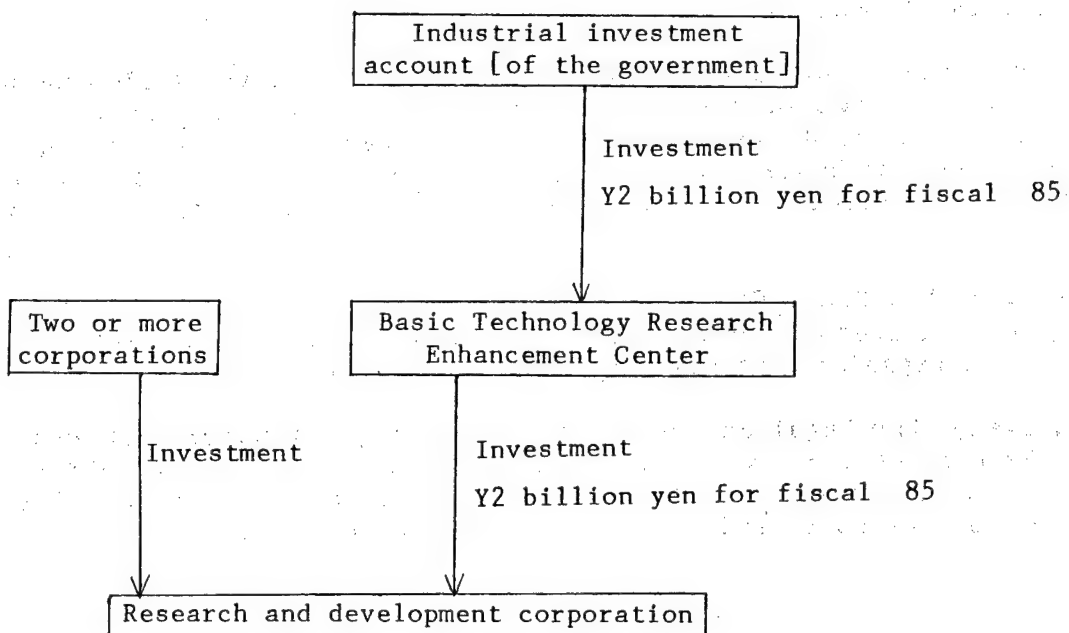 Industrial investment
account [of the government]
Investment
Y2 billion yen for fiscal 85
Two or more
corporations
Basic Technology Research
Enhancement Center
Investment
Investment
Y2 billion yen for fiscal 85
Research and development corporation